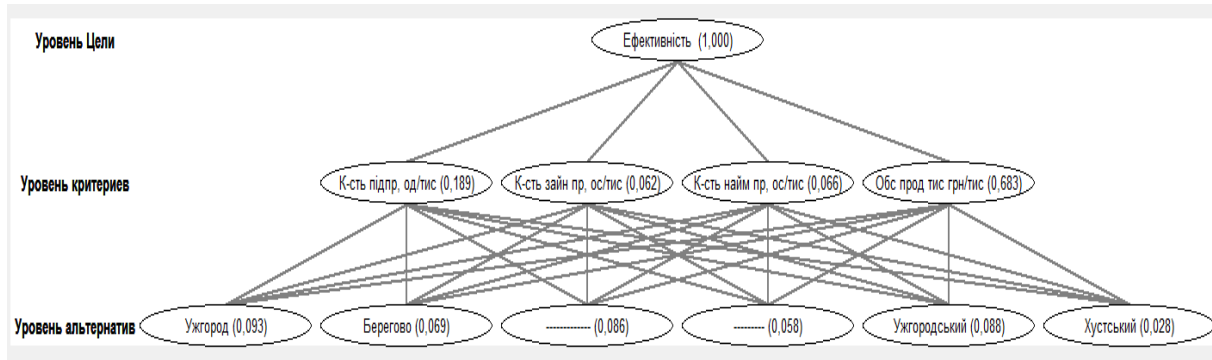 Уровень Цели
Ефективність (1,000)
Уровень критериев
К-сть підпр, од/тис (0,189)
К-сть зайн пр, ос/тис (0,062)
К-сть найм пр, ос/тис (0,066)
Обс прод тис грн/тис (0,683)
Уровень альтернатив
Ужгород (0,093)
Берегово (0,069)
------------- (0,086)
-------- (0,058)
Ужгородський (0,088)
Хустський (0,028)